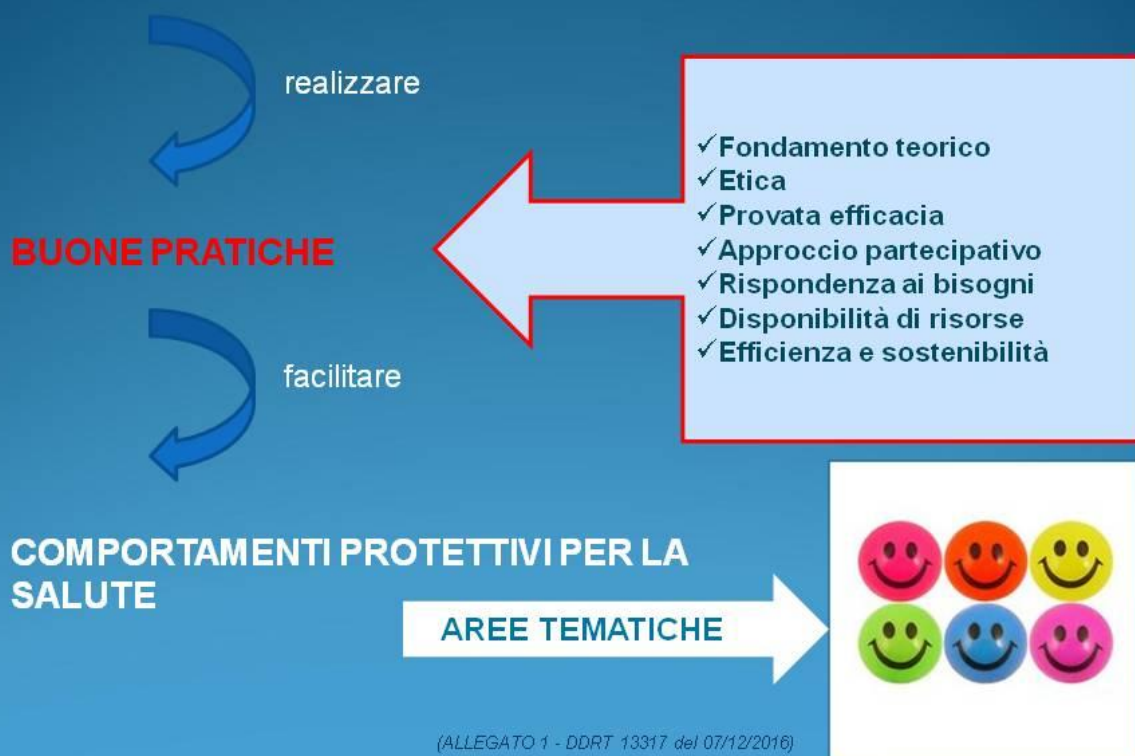 realizzare
BUONE PRATICHE
✓Fondamento teorico
✓Etica
✓Provata efficacia
✓Approccio partecipativo
✓Rispondenza ai bisogni
✓Disponibilità di risorse
✓Efficienza e sostenibilità
facilitare
COMPORTAMENTI PROTETTIVI PER LA
SALUTE
AREE TEMATICHE
(ALLEGATO 1 - DDRT 13317 del 07/12/2016)